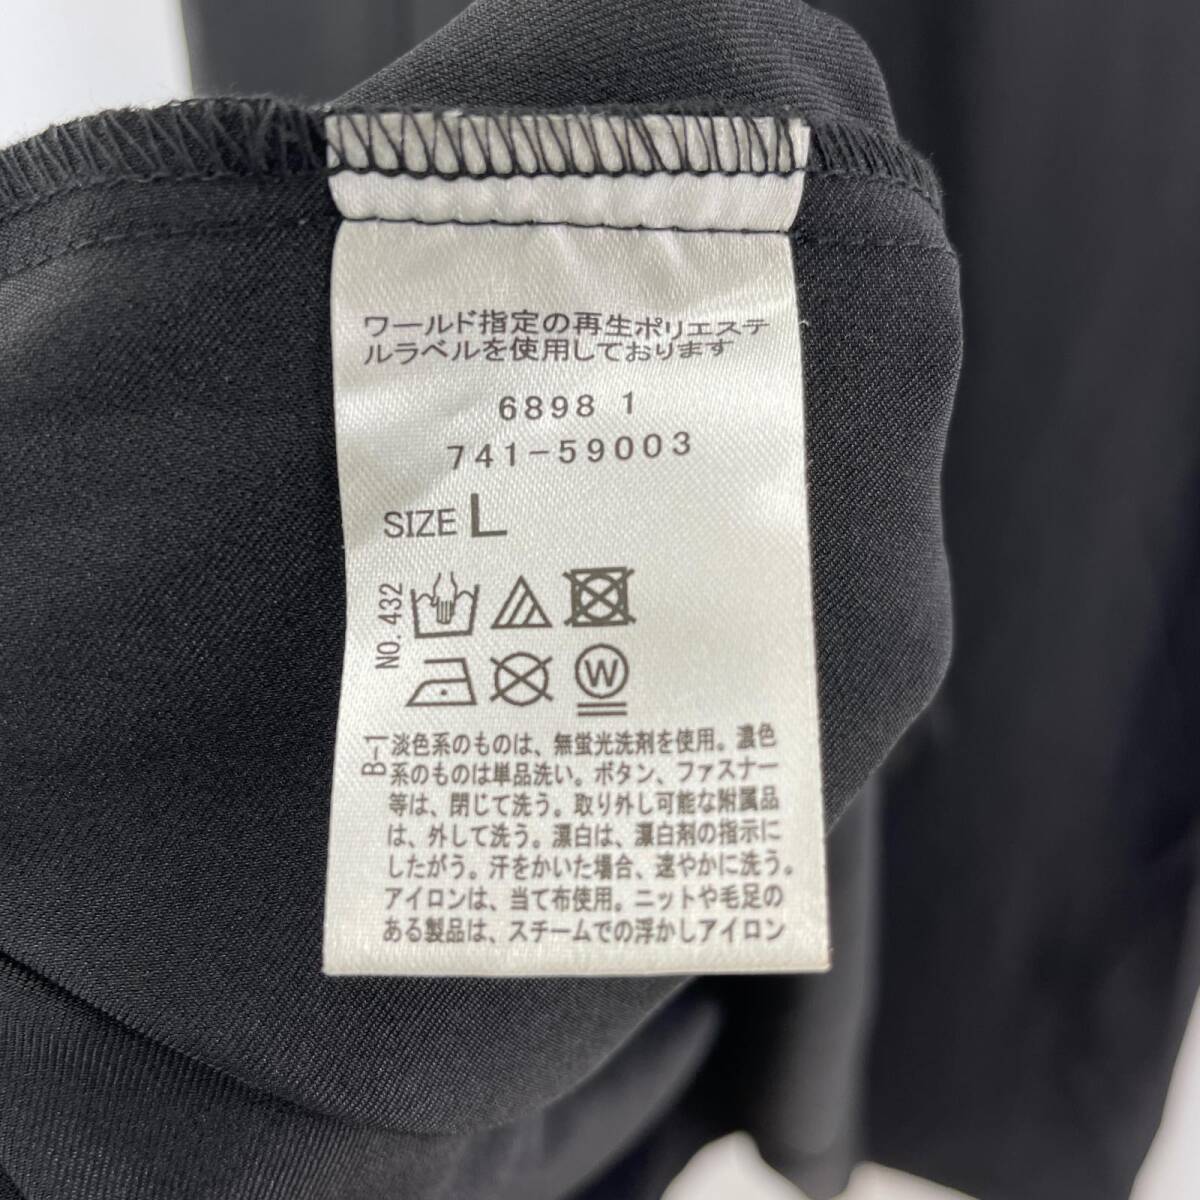 ワールド指定の再生ポリエステ
ルラベルを使用しております
6898 1
741-59003
SIZE L
NO. 432
W
B-1
淡色系のものは、無蛍光洗剤を使用。濃色
系のものは単品洗い。ボタン、ファスナー
等は、閉じて洗う。取り外し可能な附属品
は、外して洗う。漂白は、漂白剤の指示に
したがう。汗をかいた場合、速やかに洗う。
アイロンは、当て布使用。ニットや毛足の
ある製品は、スチームでの浮かしアイロン